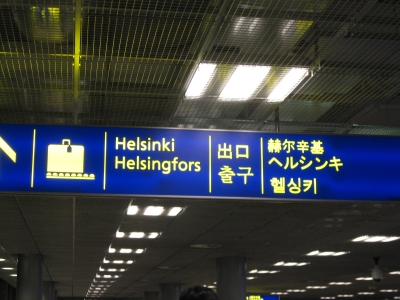 Helsinki
Helsingfors
出口
출구
赫尔辛基
ヘルシンキ
헬싱키